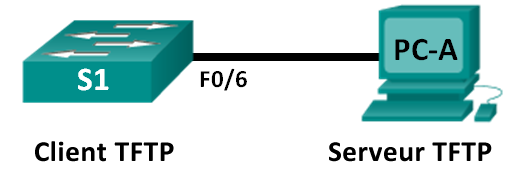 S1
F0/6
PC-A
Client TFTP
Serveur TFTP